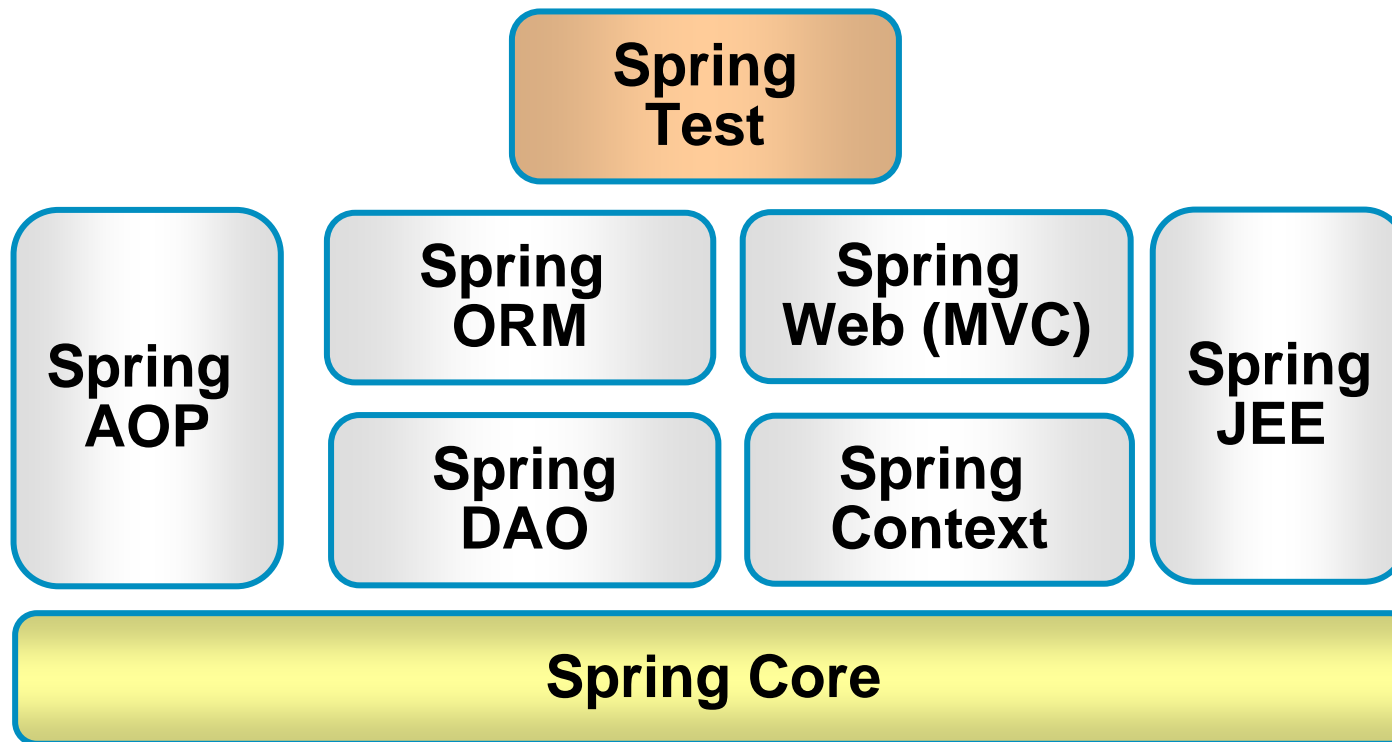 Spring
Test
Spring
AOP
Spring
ORM
Spring
Web (MVC)
Spring
JEE
Spring
DAO
Spring
Context
Spring Core